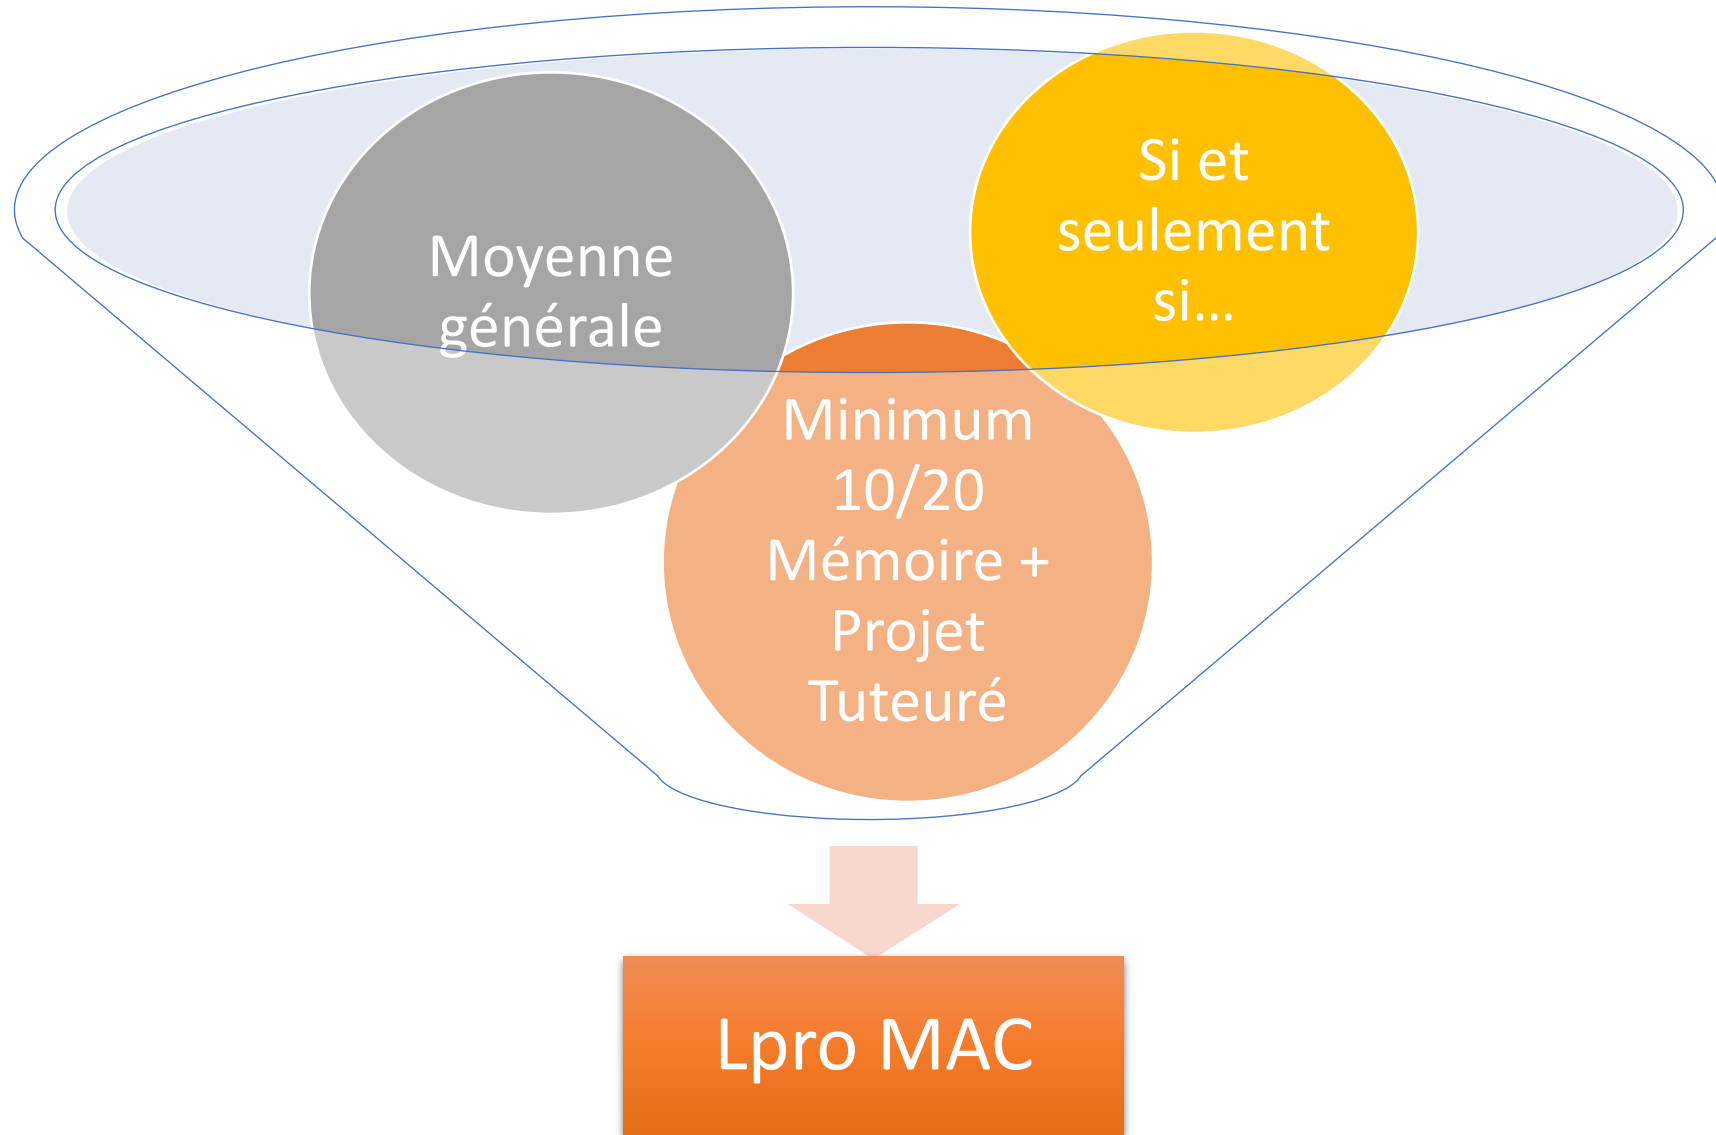 Moyenne
générale
Si et
seulement
si...
Minimum
10/20
Mémoire +
Projet
Tuteuré
Lpro MAC